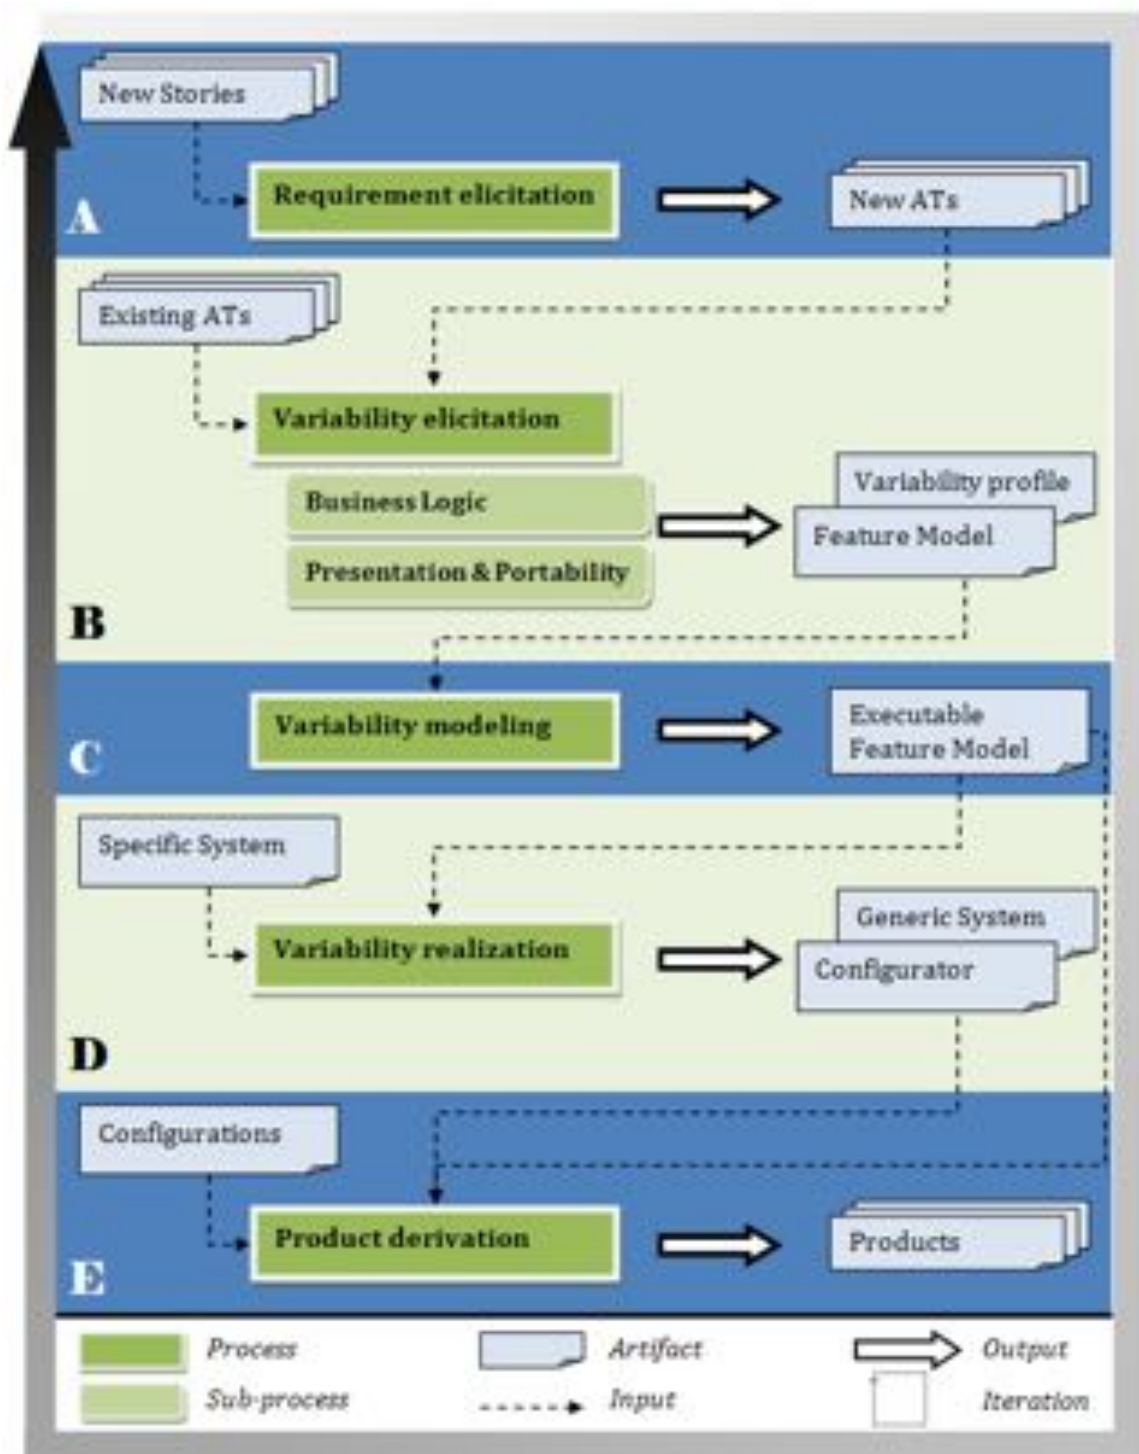 New Stories
A
Requirement elicitation
New ATs
Existing ATs
Variability elicitation
Business Logic
Presentation & Portability
Variability profile
Feature Model
B
C
Variability modeling
Executable
Feature Model
Specific System
Variability realization
Generic System
Configurator
D
Configurations
Product derivation
Products
E
Process
Artifact
Output
Sub-process
Input
Iteration